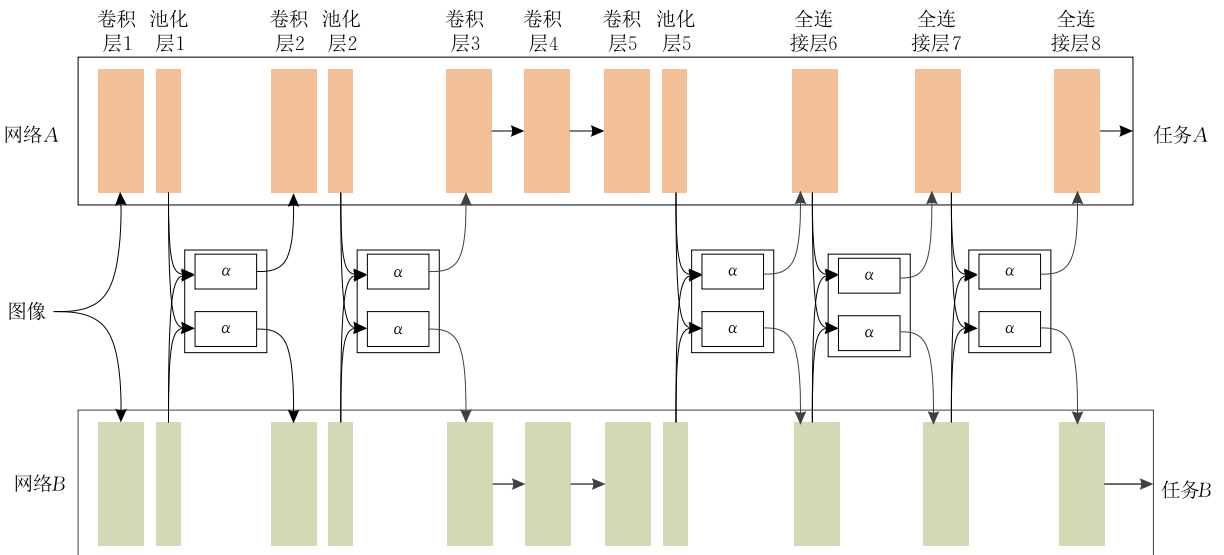 卷积 池化 卷积 池化 卷积 卷积 卷积 池化 全连 全连 全连
层1 层1 层2 层2 层3 层4 层5 层5 接层6 接层7 接层8
网络A
任务A
α α α α α
图像
α α α α α
网络B
任务B